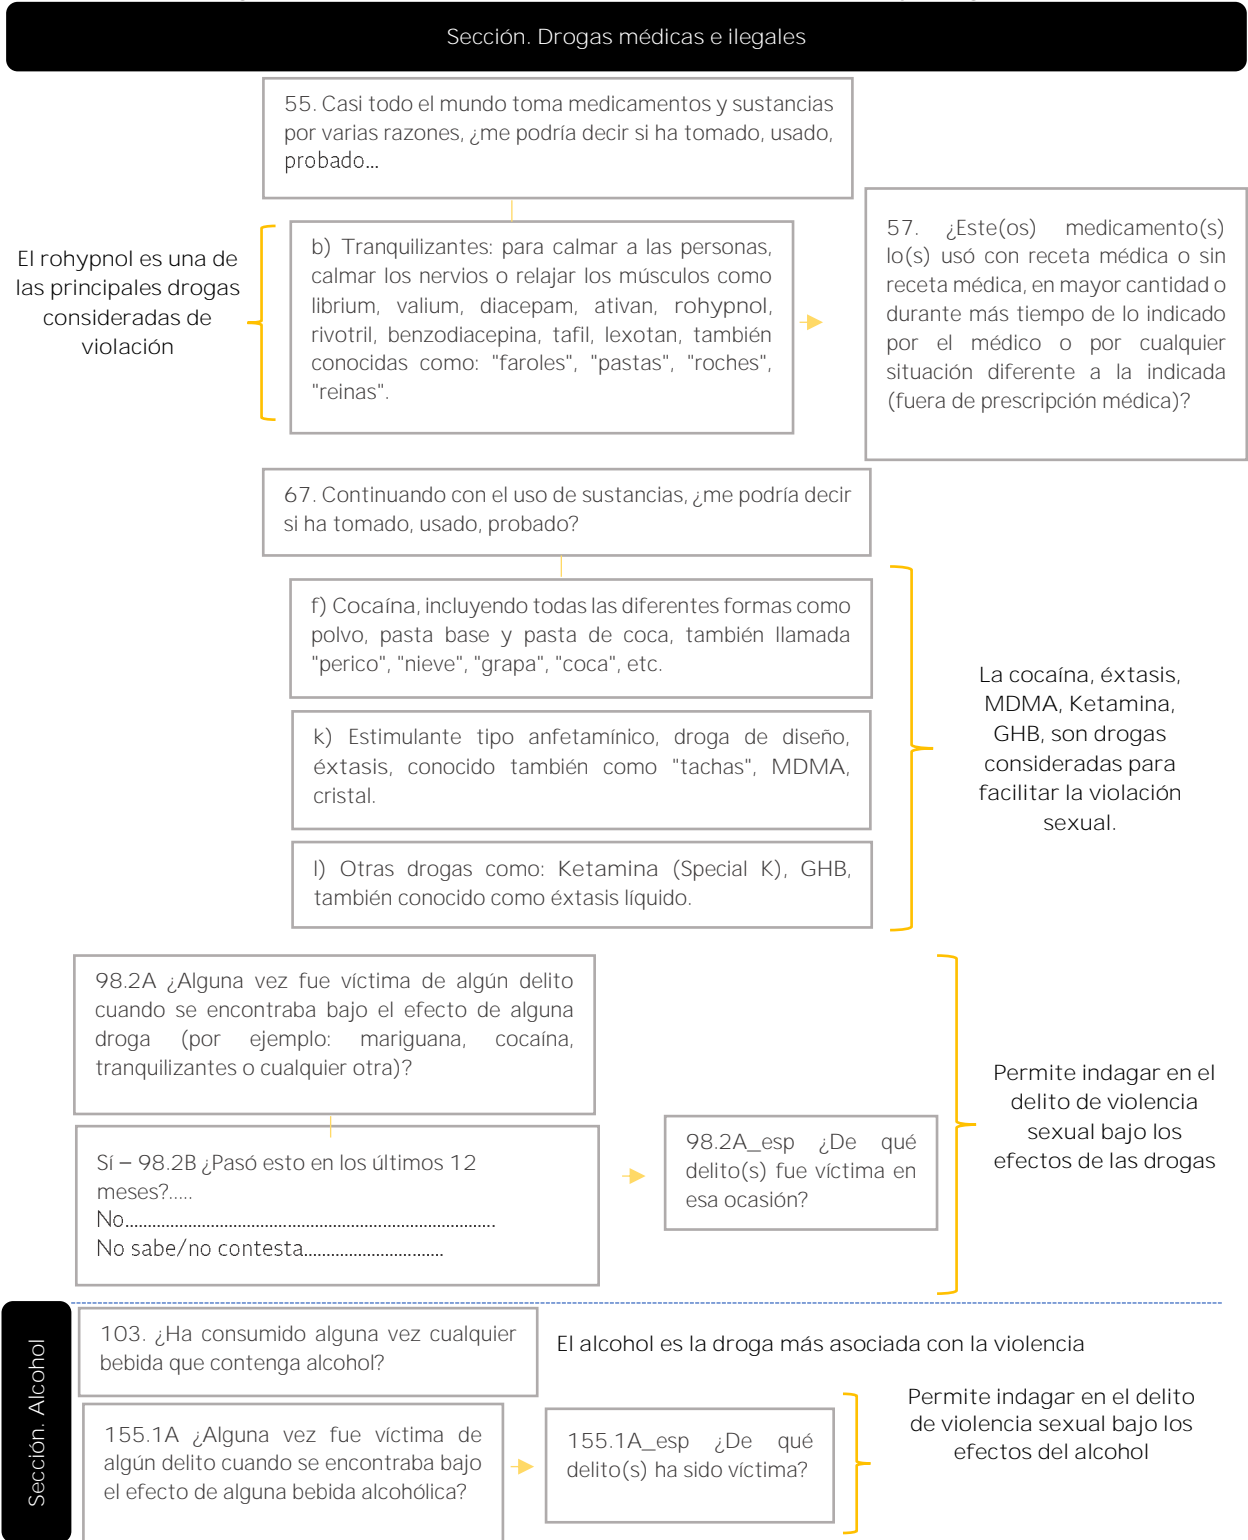 Sección. Drogas médicas e ilegales
55. Casi todo el mundo toma medicamentos y sustancias
por varias razones, ¿me podría decir si ha tomado, usado,
probado...
El rohypnol es una de
las principales drogas
consideradas de
violación
b) Tranquilizantes: para calmar a las personas,
calmar los nervios o relajar los músculos como
librium, valium, diacepam, ativan, rohypnol,
rivotril, benzodiacepina, tafil, lexotan, también
conocidas como: "faroles", "pastas", "roches",
"reinas".
57. ¿Este(os) medicamento(s)
lo(s) usó con receta médica o sin
receta médica, en mayor cantidad o
durante más tiempo de lo indicado
por el médico o por cualquier
situación diferente a la indicada
(fuera de prescripción médica)?
67. Continuando con el uso de sustancias, ¿me podría decir
si ha tomado, usado, probado?
f) Cocaína, incluyendo todas las diferentes formas como
polvo, pasta base y pasta de coca, también llamada
"perico", "nieve", "grapa", "coca", etc.
k) Estimulante tipo anfetamínico, droga de diseño,
éxtasis, conocido también como "tachas", MDMA,
cristal.
l) Otras drogas como: Ketamina (Special K), GHB,
también conocido como éxtasis líquido.
La cocaína, éxtasis,
MDMA, Ketamina,
GHB, son drogas
consideradas para
facilitar la violación
sexual.
98.2A ¿Alguna vez fue víctima de algún delito
cuando se encontraba bajo el efecto de alguna
droga (por ejemplo: mariguana, cocaína,
tranquilizantes o cualquier otra)?
Sí – 98.2B ¿Pasó esto en los últimos 12
meses?.....
No...................................................................................
No sabe/no contesta...............................
98.2A_esp ¿De qué
delito(s) fue víctima en
esa ocasión?
Permite indagar en el
delito de violencia
sexual bajo los
efectos de las drogas
Sección. Alcohol
103. ¿Ha consumido alguna vez cualquier
bebida que contenga alcohol?
El alcohol es la droga más asociada con la violencia
155.1A ¿Alguna vez fue víctima de
algún delito cuando se encontraba bajo
el efecto de alguna bebida alcohólica?
155.1A_esp ¿De qué
delito(s) ha sido víctima?
Permite indagar en el delito
de violencia sexual bajo los
efectos del alcohol